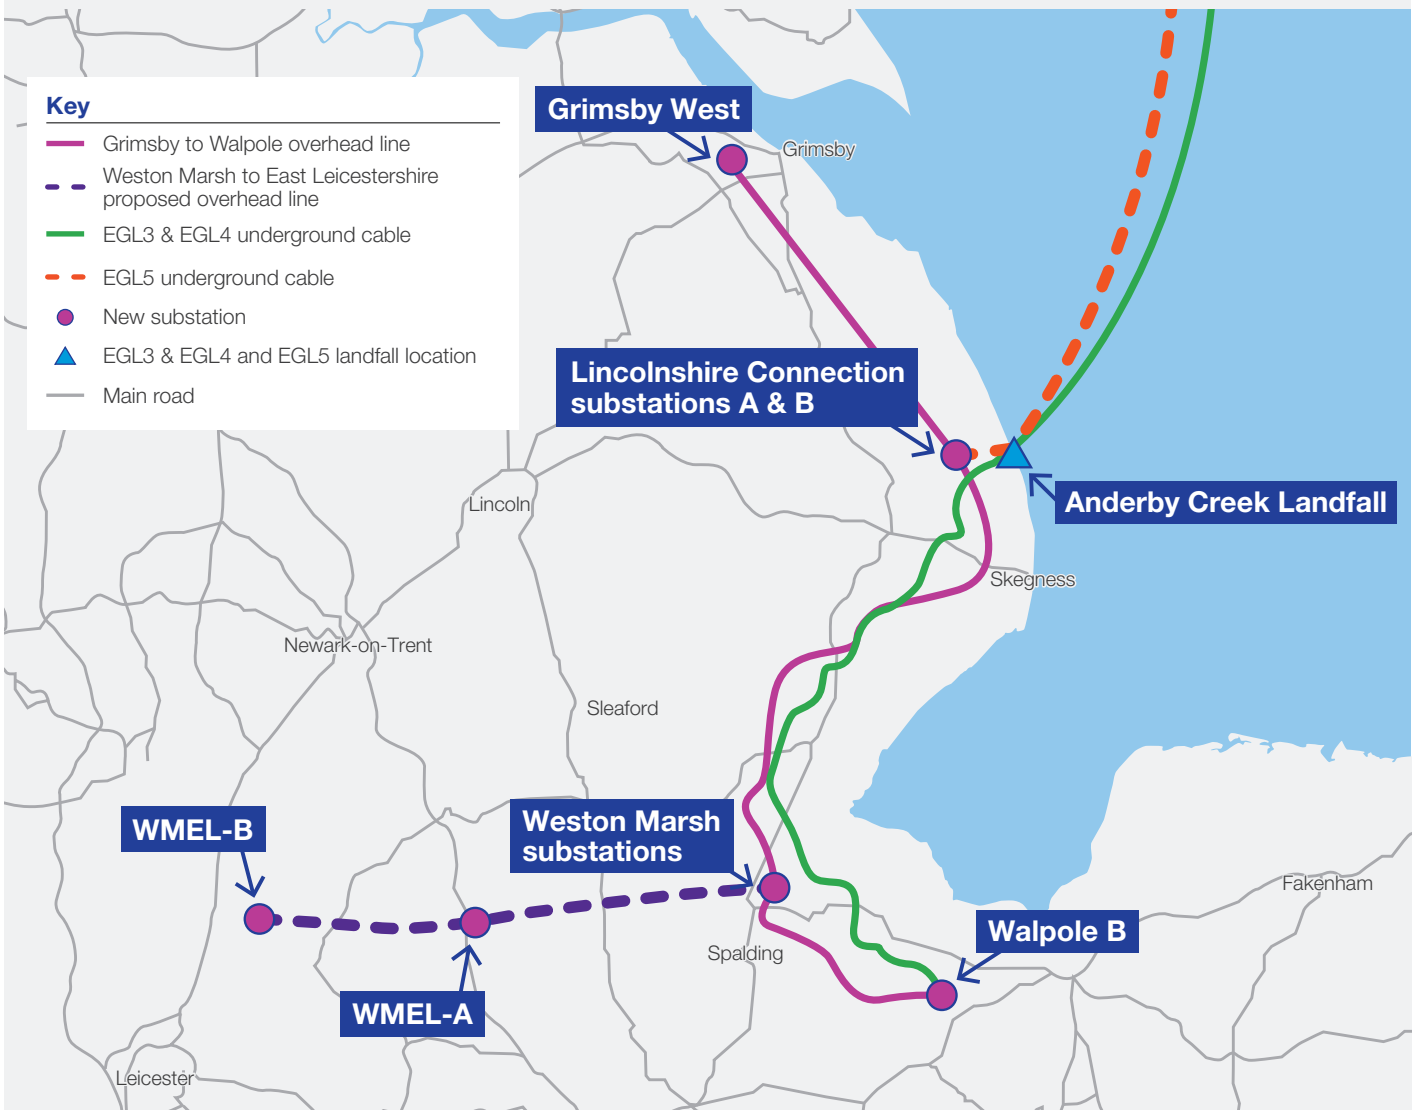 Key
Grimsby to Walpole overhead line
Weston Marsh to East Leicestershire
proposed overhead line
EGL3 & EGL4 underground cable
EGL5 underground cable
New substation
EGL3 & EGL4 and EGL5 landfall location
Main road
Grimsby West
Grimsby
Lincolnshire Connection
substations A & B
Anderby Creek Landfall
Lincoln
Skegness
Newark-on-Trent
Sleaford
WMEL-B
Weston Marsh
substations
Fakenham
Walpole B
Spalding
WMEL-A
Leicester